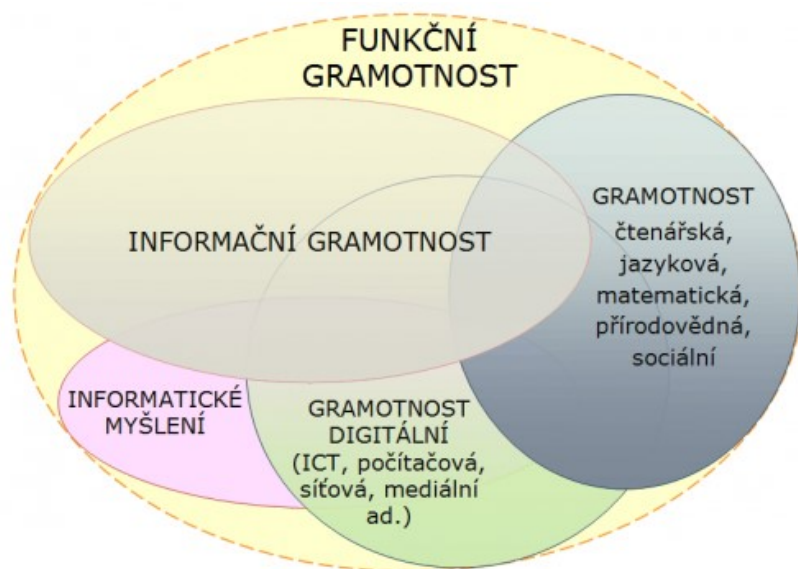 FUNKČNÍ
GRAMOTNOST
INFORMAČNÍ GRAMOTNOST
GRAMOTNOST
čtenářská,
jazyková,
matematická,
přírodovědná,
sociální
INFORMATICKÉ
MYŠLENÍ
GRAMOTNOST
DIGITÁLNÍ
(ICT, počítačová,
síťová, mediální
ad.)